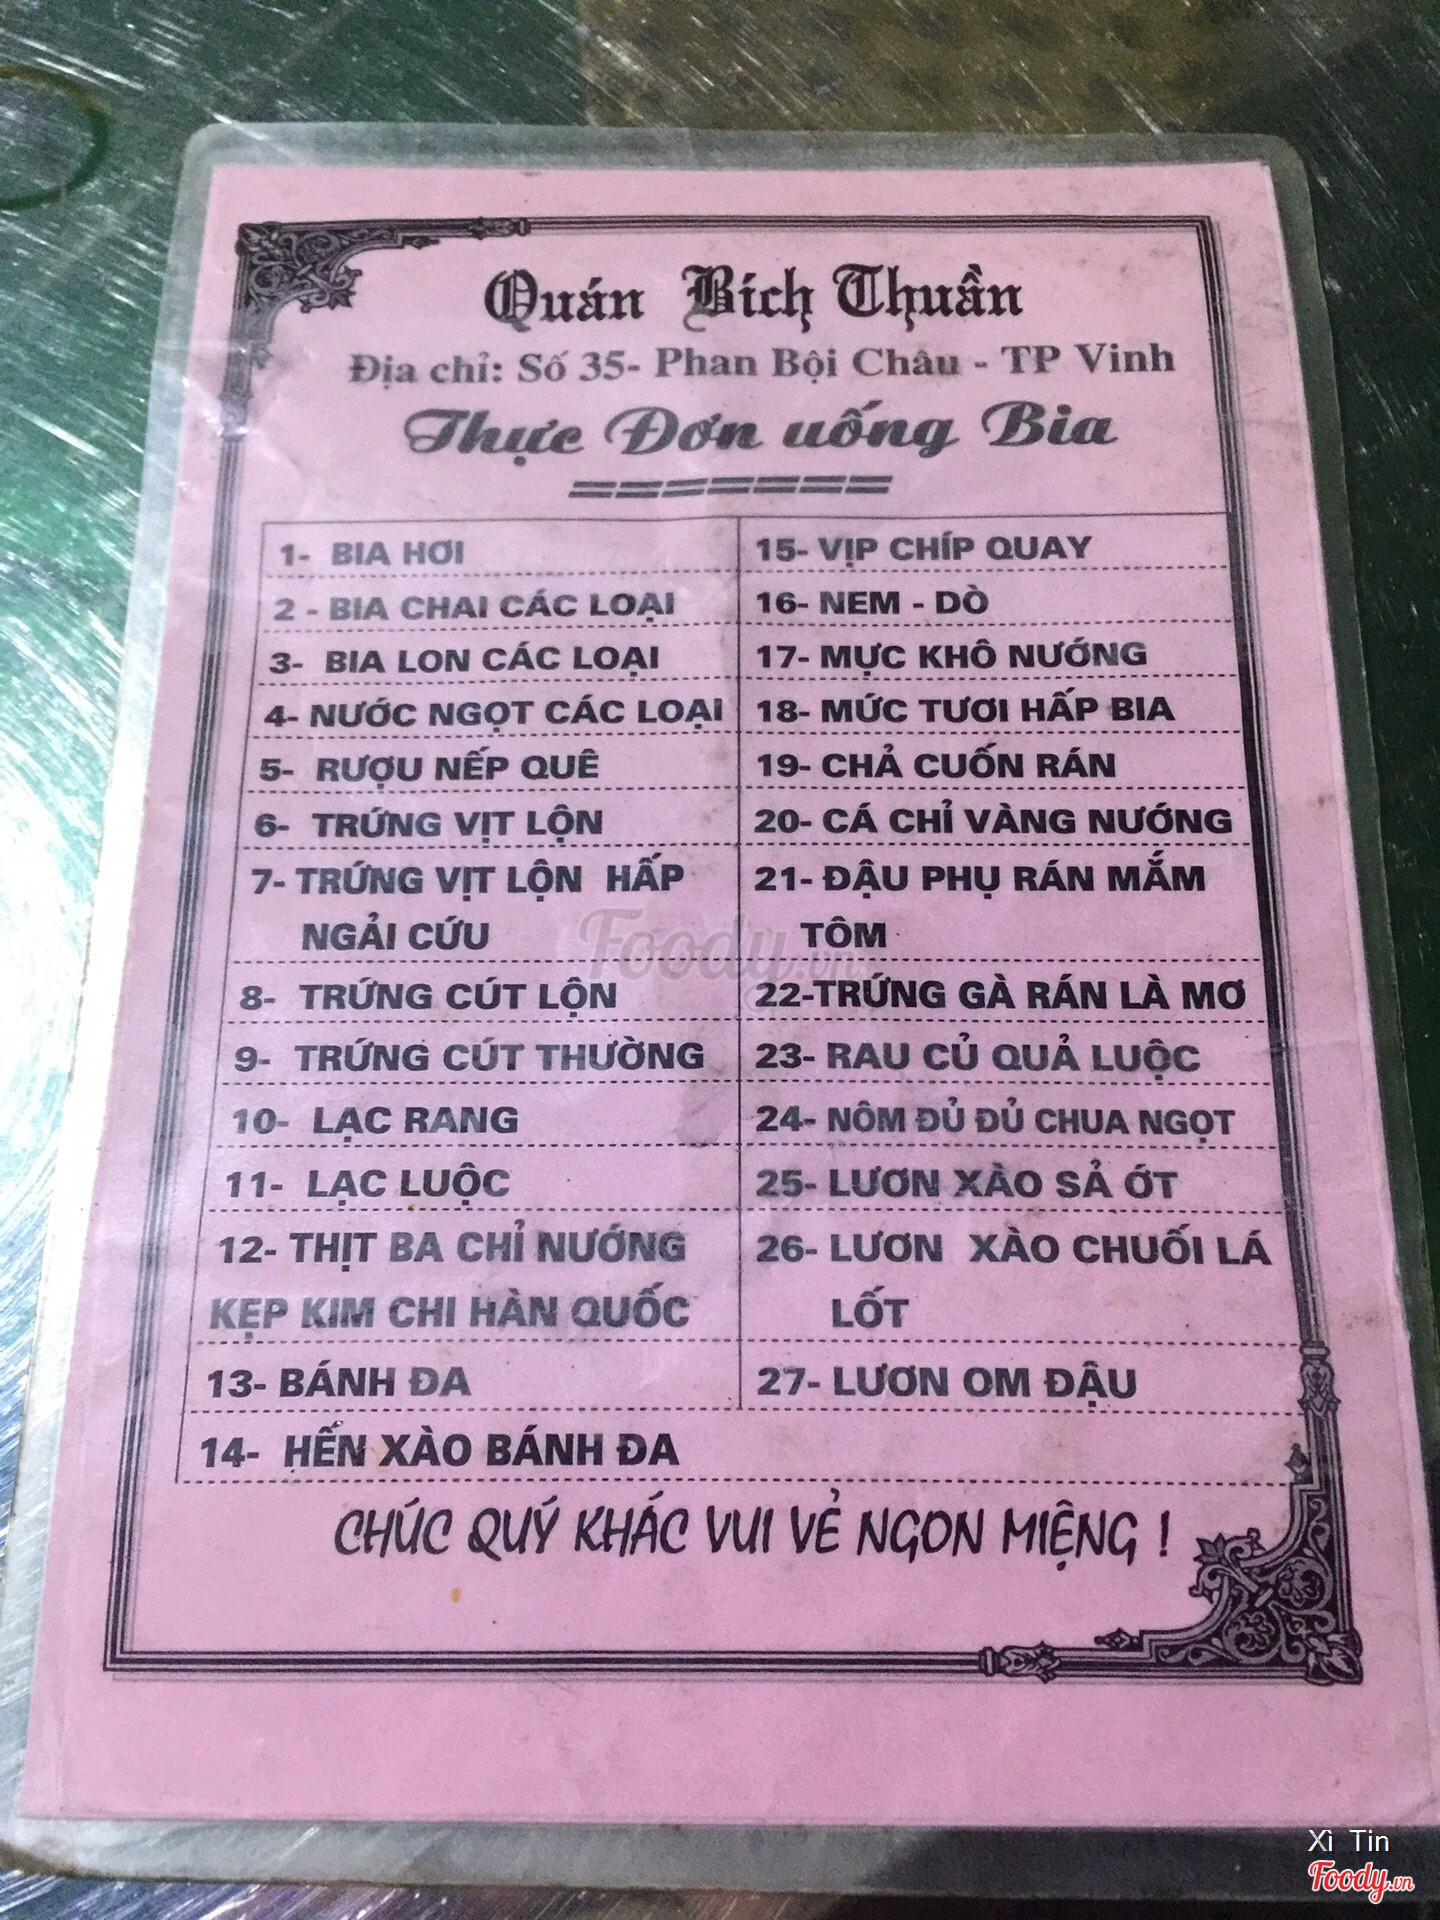 Quán Bích Thuần
Địa chỉ: Số 35- Phan Bội Châu - TP Vinh
Thực Đơn uống Bia
=======
1- BIA HƠI
2 - BIA CHAI CÁC LOẠI
3- BIA LON CÁC LOẠI
4- NƯỚC NGỌT CÁC LOẠI
5- RƯỢU NẾP QUÊ
6- TRỨNG VỊT LỘN
7- TRỨNG VỊT LỘN HẤP
NGẢI CỨU
8- TRỨNG CÚT LỘN
9- TRỨNG CÚT THƯỜNG
10- LẠC RANG
11- LẠC LUỘC
12- THỊT BA CHỈ NƯỚNG
KẸP KIM CHI HÀN QUỐC
13- BÁNH ĐA
14- HẾN XÀO BÁNH ĐA
15- VỊP CHÍP QUAY
16- NEM - DÒ
17- MỰC KHÔ NƯỚNG
18- MỨC TƯƠI HẤP BIA
19- CHẢ CUỐN RÁN
20- CÁ CHỈ VÀNG NƯỚNG
21- ĐẬU PHỤ RÁN MẮM
TÔM
22-TRỨNG GÀ RÁN LÀ MƠ
23- RAU CỦ QUẢ LUỘC
24- NÔM ĐỦ ĐỦ CHUA NGỌT
25- LƯƠN XÀO SẢ ỚT
26- LƯƠN XÀO CHUỐI LÁ
LỐT
27- LƯƠN OM ĐẬU
CHÚC QUÝ KHÁC VUI VẺ NGON MIỆNG !
Foody.vn
Xì Tin
Foody.vn